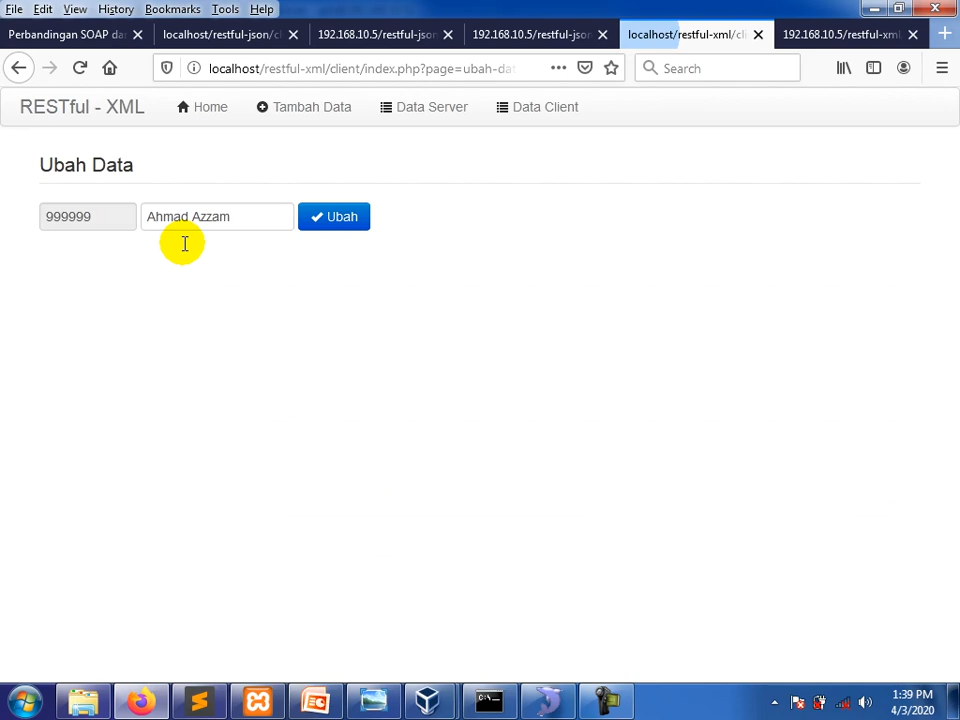 File Edit View History Bookmarks Tools Help
Perbandingan SOAP da
localhost/restful-json/cl
192.168.10.5/restful-json
192.168.10.5/restful-json
localhost/restful-xml/cli
192.168.10.5/restful-xml
localhost/restful-xml/client/index.php?page=ubah-dat
Search
RESTful - XML Home Tambah Data Data Server Data Client
Ubah Data
999999 Ahmad Azzam Ubah
C:\.
1:39 PM
4/3/2020